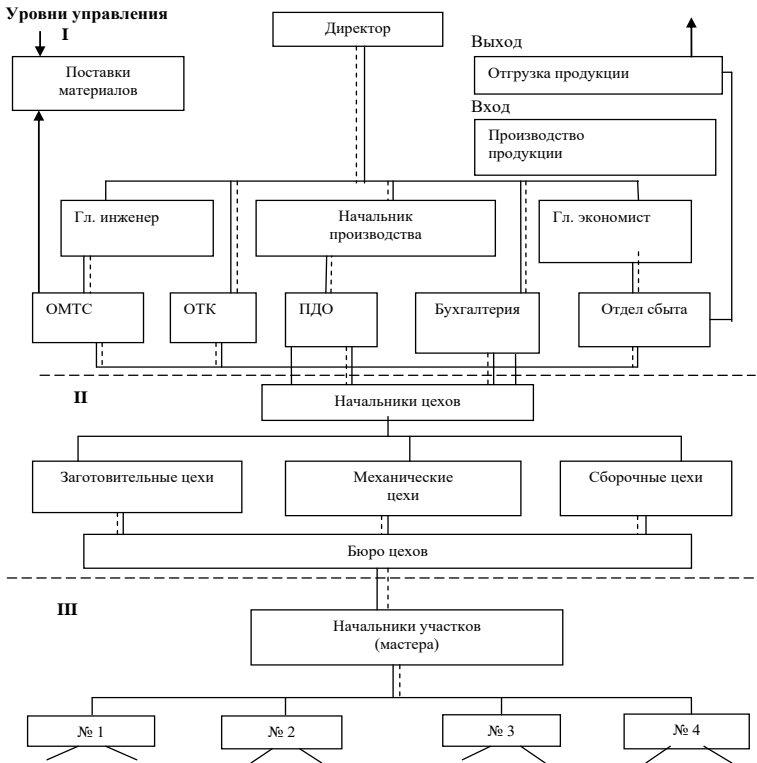 Уровни управления
I
Директор
Выход
Поставки
материалов
Отгрузка продукции
Вход
Производство
продукции
Гл. инженер
Начальник
производства
Гл. экономист
ОМТС
ОТК
ПДО
Бухгалтерия
Отдел сбыта
II
Начальники цехов
Заготовительные цехи
Механические
цехи
Сборочные цехи
Бюро цехов
III
Начальники участков
(мастера)
№ 1
№ 2
№ 3
№ 4